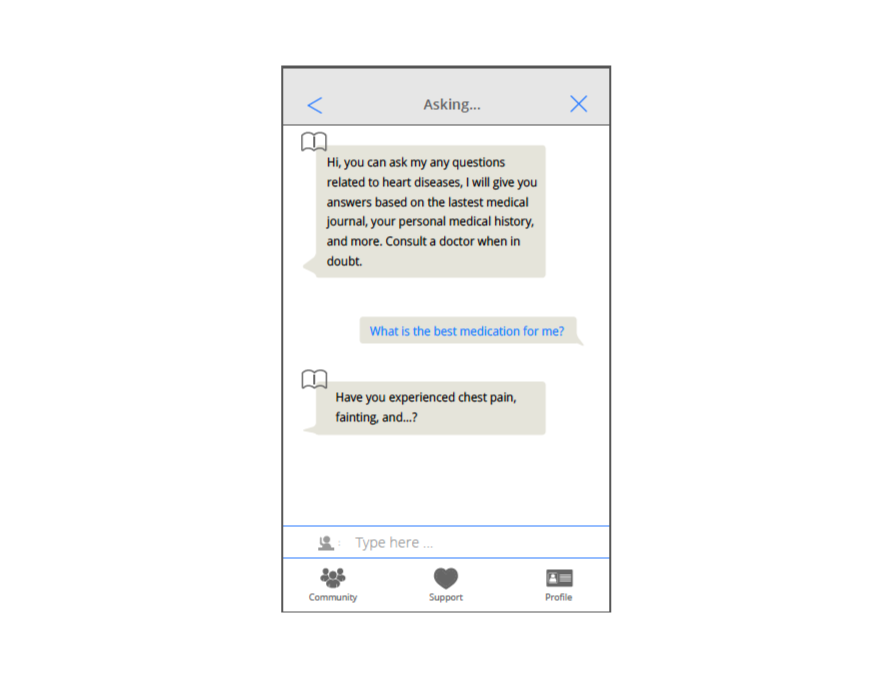 Asking...
Hi, you can ask my any questions
related to heart diseases, I will give you
answers based on the lastest medical
journal, your personal medical history,
and more. Consult a doctor when in
doubt.
What is the best medication for me?
Have you experienced chest pain,
fainting, and...?
: Type here ...
Community Support Profile